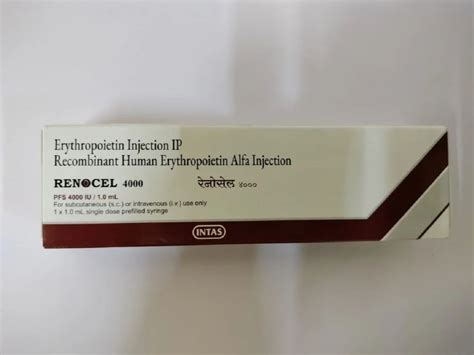 Erythropoietin Injection IP
Recombinant Human Erythropoietin Alfa Injection
RENOCEL 4000 रेनोसेल ४०००
PFS 4000 IU / 1.0 mL
For subcutaneous (s.c.) or intravenous (i.v.) use only
1 x 1.0 mL single dose prefilled syringe
INTAS